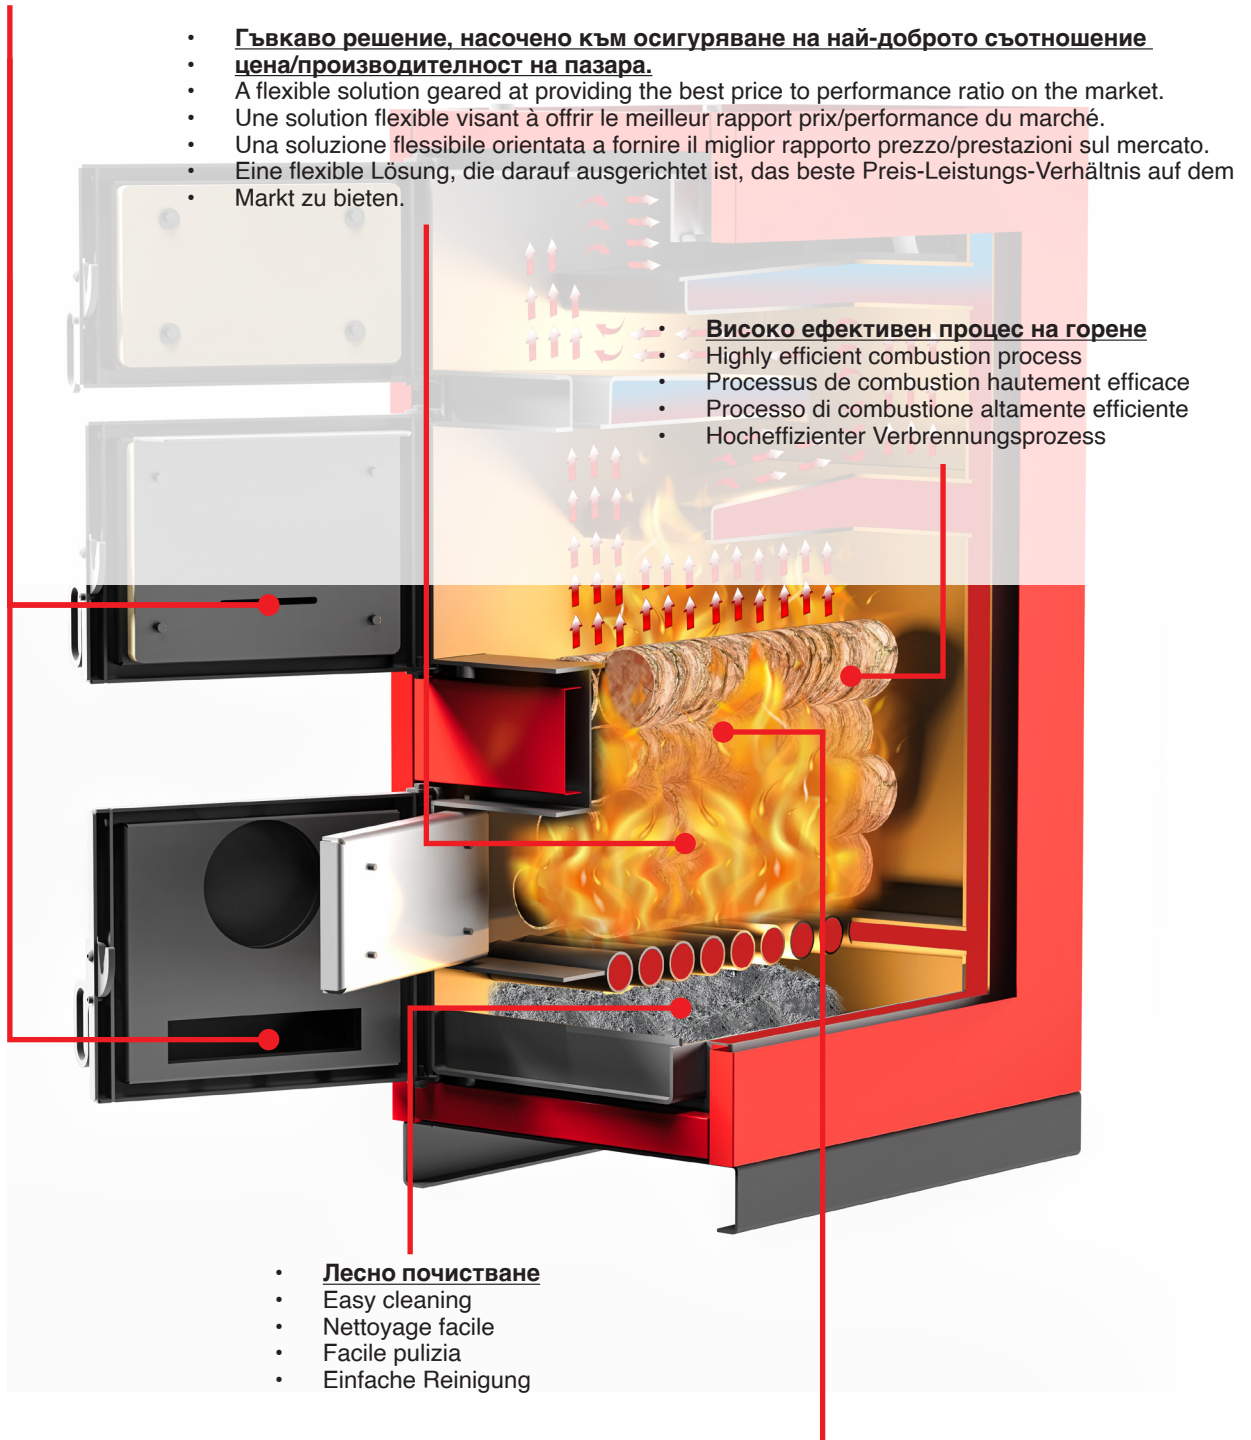 • Гъвкаво решение, насочено към осигуряване на най-доброто съотношение
• цена/производителност на пазара.
• A flexible solution geared at providing the best price to performance ratio on the market.
• Une solution flexible visant à offrir le meilleur rapport prix/performance du marché.
• Una soluzione flessibile orientata a fornire il miglior rapporto prezzo/prestazioni sul mercato.
• Eine flexible Lösung, die darauf ausgerichtet ist, das beste Preis-Leistungs-Verhältnis auf dem
• Markt zu bieten.
• Високо ефективен процес на горене
• Highly efficient combustion process
• Processus de combustion hautement efficace
• Processo di combustione altamente efficiente
• Hocheffizienter Verbrennungsprozess
• Лесно почистване
• Easy cleaning
• Nettoyage facile
• Facile pulizia
• Einfache Reinigung